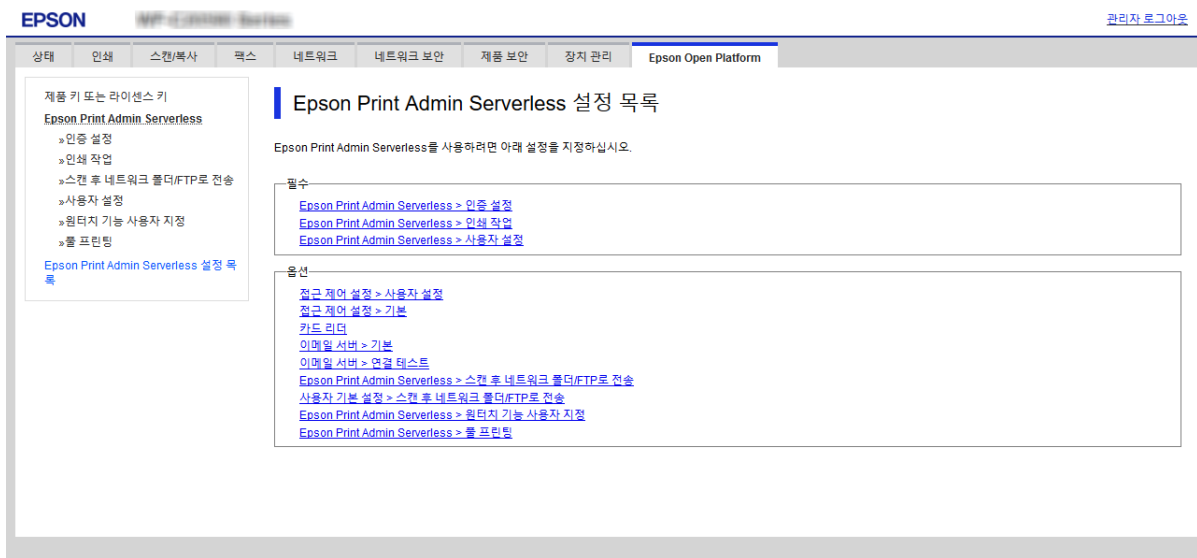 EPSON
관리자 로그아웃
상태 인쇄 스캔/복사 팩스 네트워크 네트워크 보안 제품 보안 장치 관리 Epson Open Platform
제품 키 또는 라이센스 키
Epson Print Admin Serverless
»인증 설정
»인쇄 작업
»스캔 후 네트워크 폴더/FTP로 전송
»사용자 설정
»원터치 기능 사용자 지정
»풀 프린팅
Epson Print Admin Serverless 설정 목
록
Epson Print Admin Serverless 설정 목록
Epson Print Admin Serverless를 사용하려면 아래 설정을 지정하십시오.
필수
Epson Print Admin Serverless > 인증 설정
Epson Print Admin Serverless > 인쇄 작업
Epson Print Admin Serverless > 사용자 설정
옵션
접근 제어 설정 > 사용자 설정
접근 제어 설정 > 기본
카드 리더
이메일 서버 > 기본
이메일 서버 > 연결 테스트
Epson Print Admin Serverless > 스캔 후 네트워크 폴더/FTP로 전송
사용자 기본 설정 > 스캔 후 네트워크 폴더/FTP로 전송
Epson Print Admin Serverless > 원터치 기능 사용자 지정
Epson Print Admin Serverless > 풀 프린팅